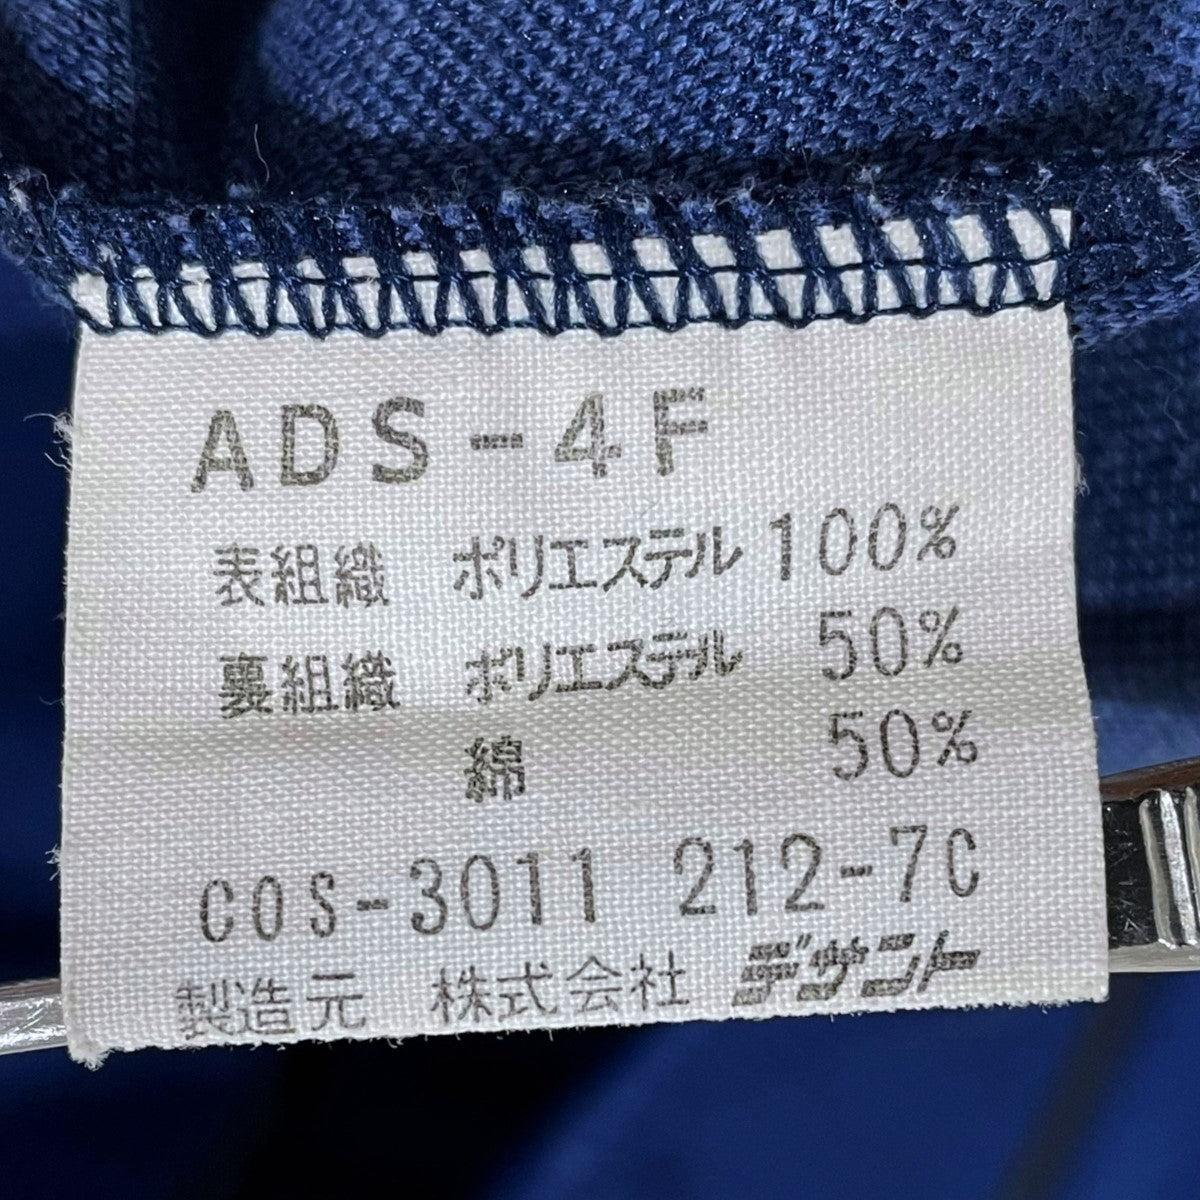 ADS-4F
表組織 ポリエステル 100%
裏組織 ポリエステル 50%
綿 50%
COS-3011 212-7C
製造元 株式会社 デサント